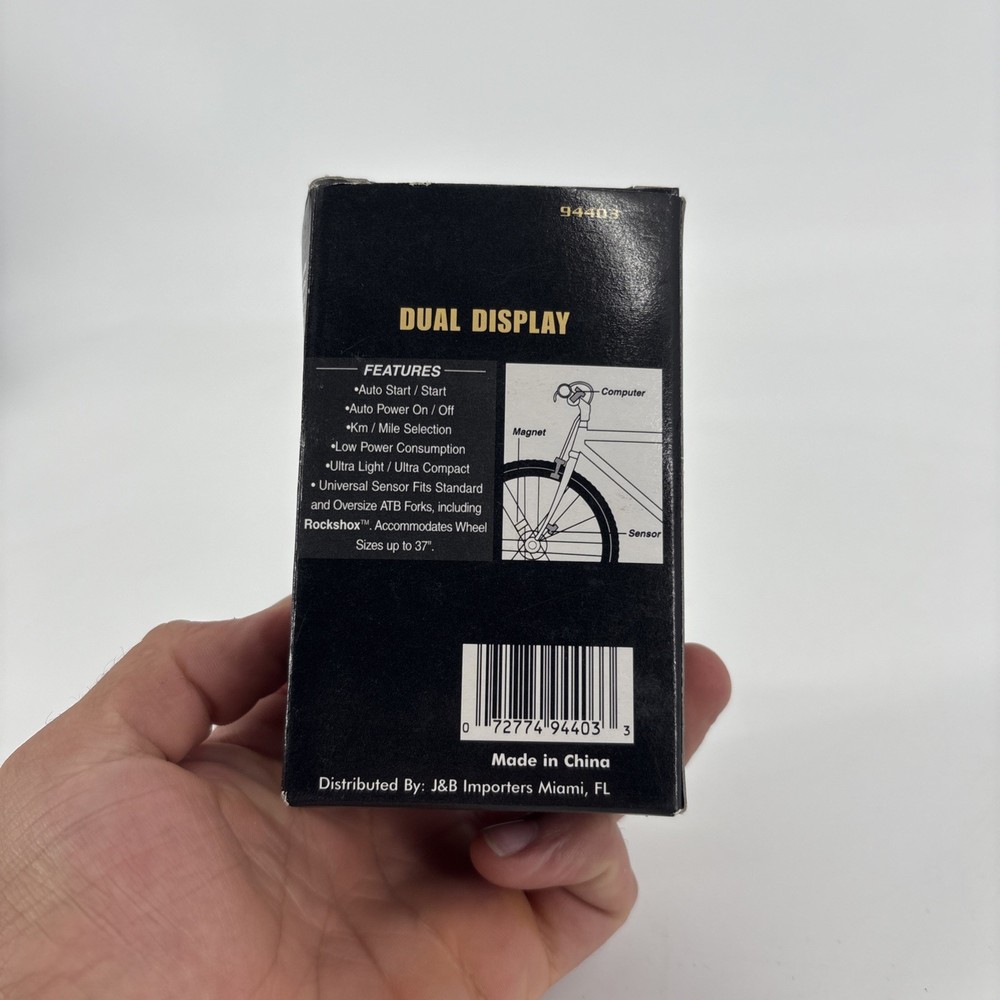 94403
DUAL DISPLAY
FEATURES
•Auto Start / Start
•Auto Power On / Off
•Km / Mile Selection
•Low Power Consumption
•Ultra Light / Ultra Compact
• Universal Sensor Fits Standard
and Oversize ATB Forks, including
Rockshox™. Accommodates Wheel
Sizes up to 37".
Computer
Magnet
Sensor
0 72774 94403 3
Made in China
Distributed By: J&B Importers Miami, FL